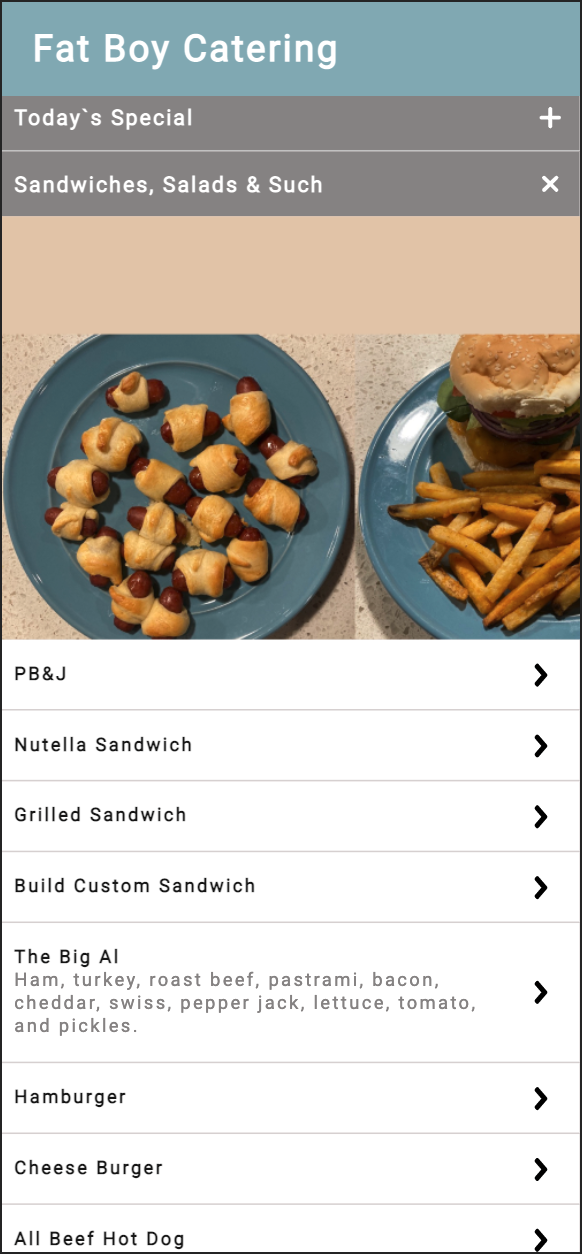 Fat Boy Catering
Today`s Special
Sandwiches, Salads & Such
PB&J
Nutella Sandwich
Grilled Sandwich
Build Custom Sandwich
The Big Al
Ham, turkey, roast beef, pastrami, bacon,
cheddar, swiss, pepper jack, lettuce, tomato,
and pickles.
Hamburger
Cheese Burger
All Beef Hot Dog